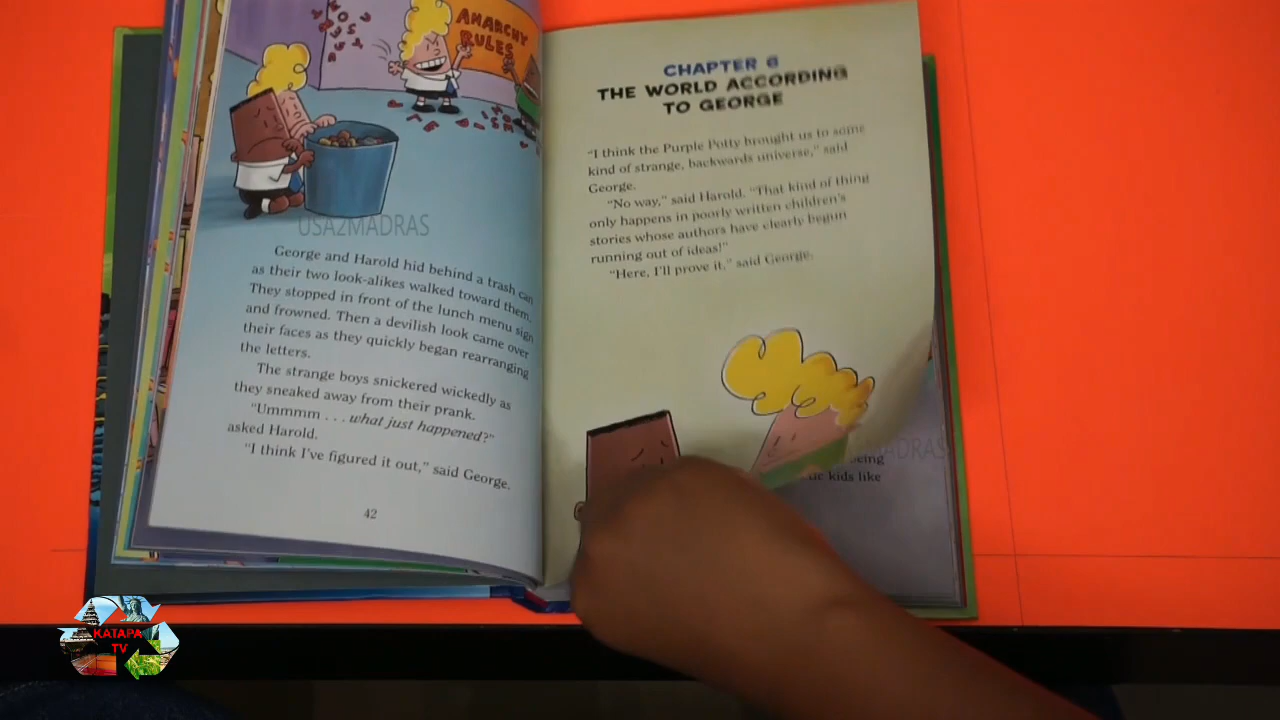 ANARCHY
RULES
USA2MADRAS
George and Harold hid behind a trash can
as their two look-alikes walked toward them.
They stopped in front of the lunch menu sign
and frowned. Then a devilish look came over
their faces as they quickly began rearranging
the letters.
The strange boys snickered wickedly as
they sneaked away from their prank.
“Ummmm . . . what just happened?”
asked Harold.
“I think I’ve figured it out,” said George.
42
CHAPTER 6
THE WORLD ACCORDING
TO GEORGE
“I think the Purple Potty brought us to some
kind of strange, backwards universe,” said
George.
“No way,” said Harold. “That kind of thing
only happens in poorly written children’s
stories whose authors have clearly begun
running out of ideas!”
“Here, I’ll prove it,” said George.
kids like
KATAPA
TV